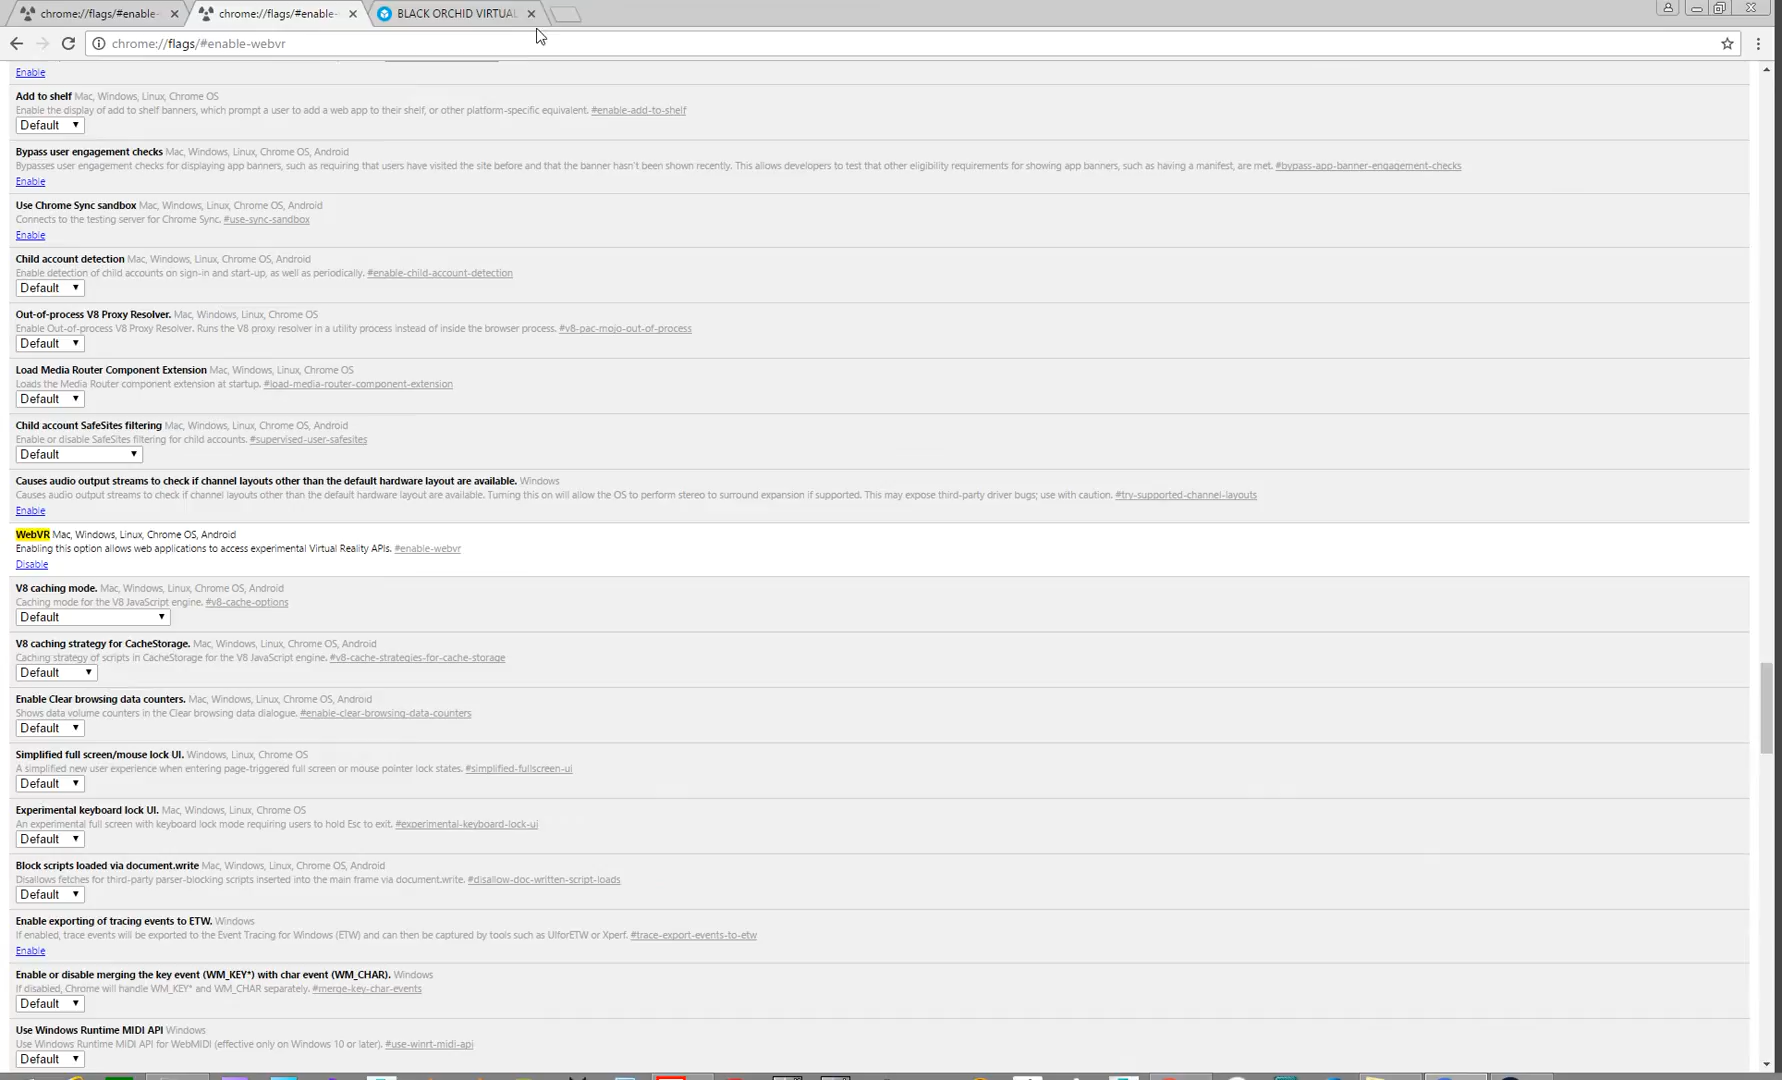 chrome://flags/#enable-
chrome://flags/#enable-
BLACK ORCHID VIRTUAL
chrome://flags/#enable-webvr
Enable
Add to shelf Mac, Windows, Linux, Chrome OS
Enable the display of add to shelf banners, which prompt a user to add a web app to their shelf, or other platform-specific equivalent. #enable-add-to-shelf
Default
Bypass user engagement checks Mac, Windows, Linux, Chrome OS, Android
Bypasses user engagement checks for displaying app banners, such as requiring that users have visited the site before and that the banner hasn't been shown recently. This allows developers to test that other eligibility requirements for showing app banners, such as having a manifest, are met. #bypass-app-banner-engagement-checks
Enable
Use Chrome Sync sandbox Mac, Windows, Linux, Chrome OS, Android
Connects to the testing server for Chrome Sync. #use-sync-sandbox
Enable
Child account detection Mac, Windows, Linux, Chrome OS, Android
Enable detection of child accounts on sign-in and start-up, as well as periodically. #enable-child-account-detection
Default
Out-of-process V8 Proxy Resolver. Mac, Windows, Linux, Chrome OS
Enable Out-of-process V8 Proxy Resolver. Runs the V8 proxy resolver in a utility process instead of inside the browser process. #v8-pac-mojo-out-of-process
Default
Load Media Router Component Extension Mac, Windows, Linux, Chrome OS
Loads the Media Router component extension at startup. #load-media-router-component-extension
Default
Child account SafeSites filtering Mac, Windows, Linux, Chrome OS, Android
Enable or disable SafeSites filtering for child accounts. #supervised-user-safesites
Default
Causes audio output streams to check if channel layouts other than the default hardware layout are available. Windows
Causes audio output streams to check if channel layouts other than the default hardware layout are available. Turning this on will allow the OS to perform stereo to surround expansion if supported. This may expose third-party driver bugs; use with caution. #try-supported-channel-layouts
Enable
WebVR Mac, Windows, Linux, Chrome OS, Android
Enabling this option allows web applications to access experimental Virtual Reality APIs. #enable-webvr
Disable
V8 caching mode. Mac, Windows, Linux, Chrome OS, Android
Caching mode for the V8 JavaScript engine. #v8-cache-options
Default
V8 caching strategy for CacheStorage. Mac, Windows, Linux, Chrome OS, Android
Caching strategy of scripts in CacheStorage for the V8 JavaScript engine. #v8-cache-strategies-for-cache-storage
Default
Enable Clear browsing data counters. Mac, Windows, Linux, Chrome OS, Android
Shows data volume counters in the Clear browsing data dialogue. #enable-clear-browsing-data-counters
Default
Simplified full screen/mouse lock UI. Windows, Linux, Chrome OS
A simplified new user experience when entering page-triggered full screen or mouse pointer lock states. #simplified-fullscreen-ui
Default
Experimental keyboard lock UI. Mac, Windows, Linux, Chrome OS
An experimental full screen with keyboard lock mode requiring users to hold Esc to exit. #experimental-keyboard-lock-ui
Default
Block scripts loaded via document.write Mac, Windows, Linux, Chrome OS, Android
Disallows fetches for third-party parser-blocking scripts inserted into the main frame via document.write. #disallow-doc-written-script-loads
Default
Enable exporting of tracing events to ETW. Windows
If enabled, trace events will be exported to the Event Tracing for Windows (ETW) and can then be captured by tools such as UIforETW or Xperf. #trace-export-events-to-etw
Enable
Enable or disable merging the key event (WM_KEY*) with char event (WM_CHAR). Windows
If disabled, Chrome will handle WM_KEY* and WM_CHAR separately. #merge-key-char-events
Default
Use Windows Runtime MIDI API Windows
Use Windows Runtime MIDI API for WebMIDI (effective only on Windows 10 or later). #use-winrt-midi-api
Default